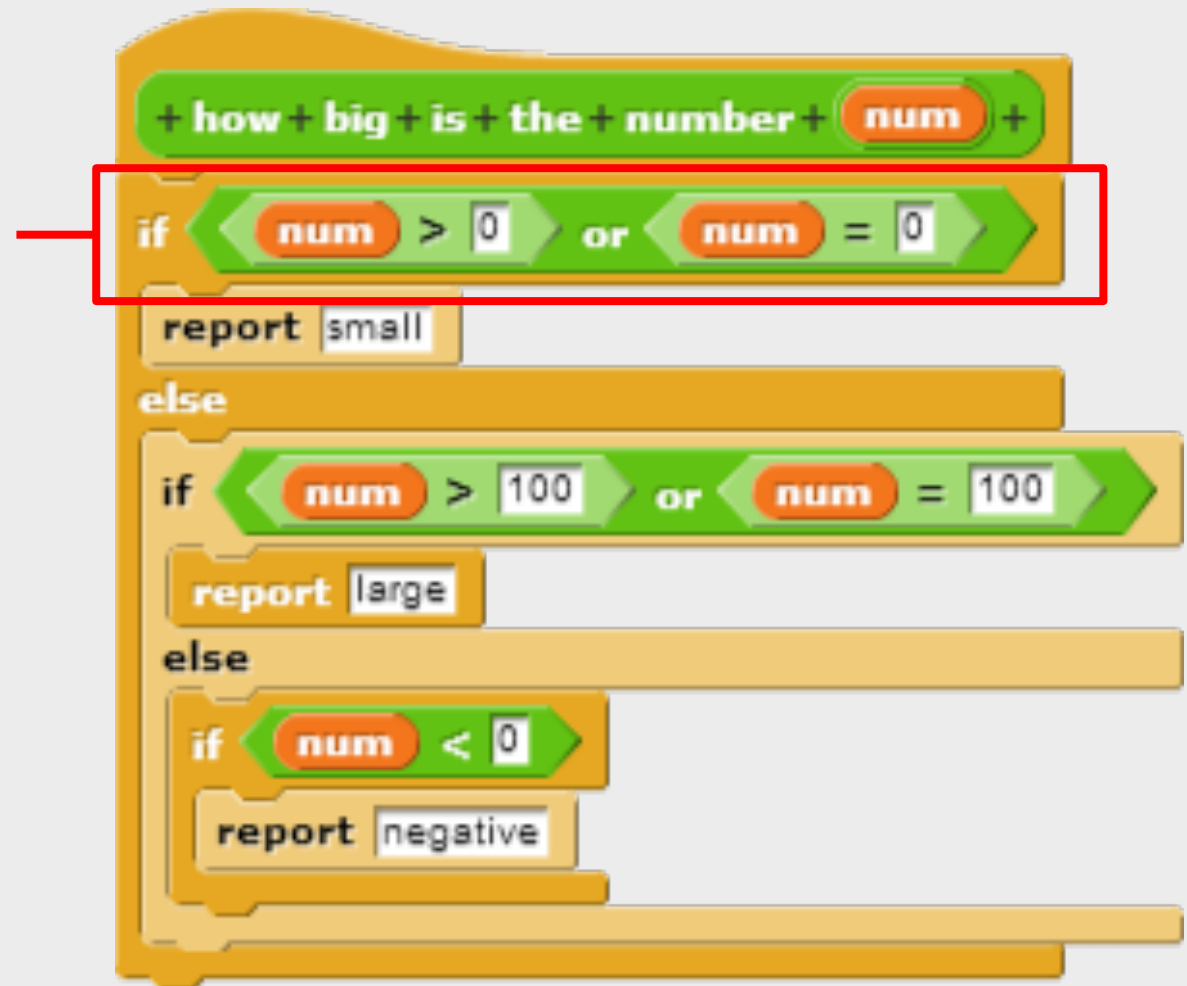 + how + big + is + the + number + num +
if num > 0 or num = 0
report small
else
if num > 100 or num = 100
report large
else
if num < 0
report negative